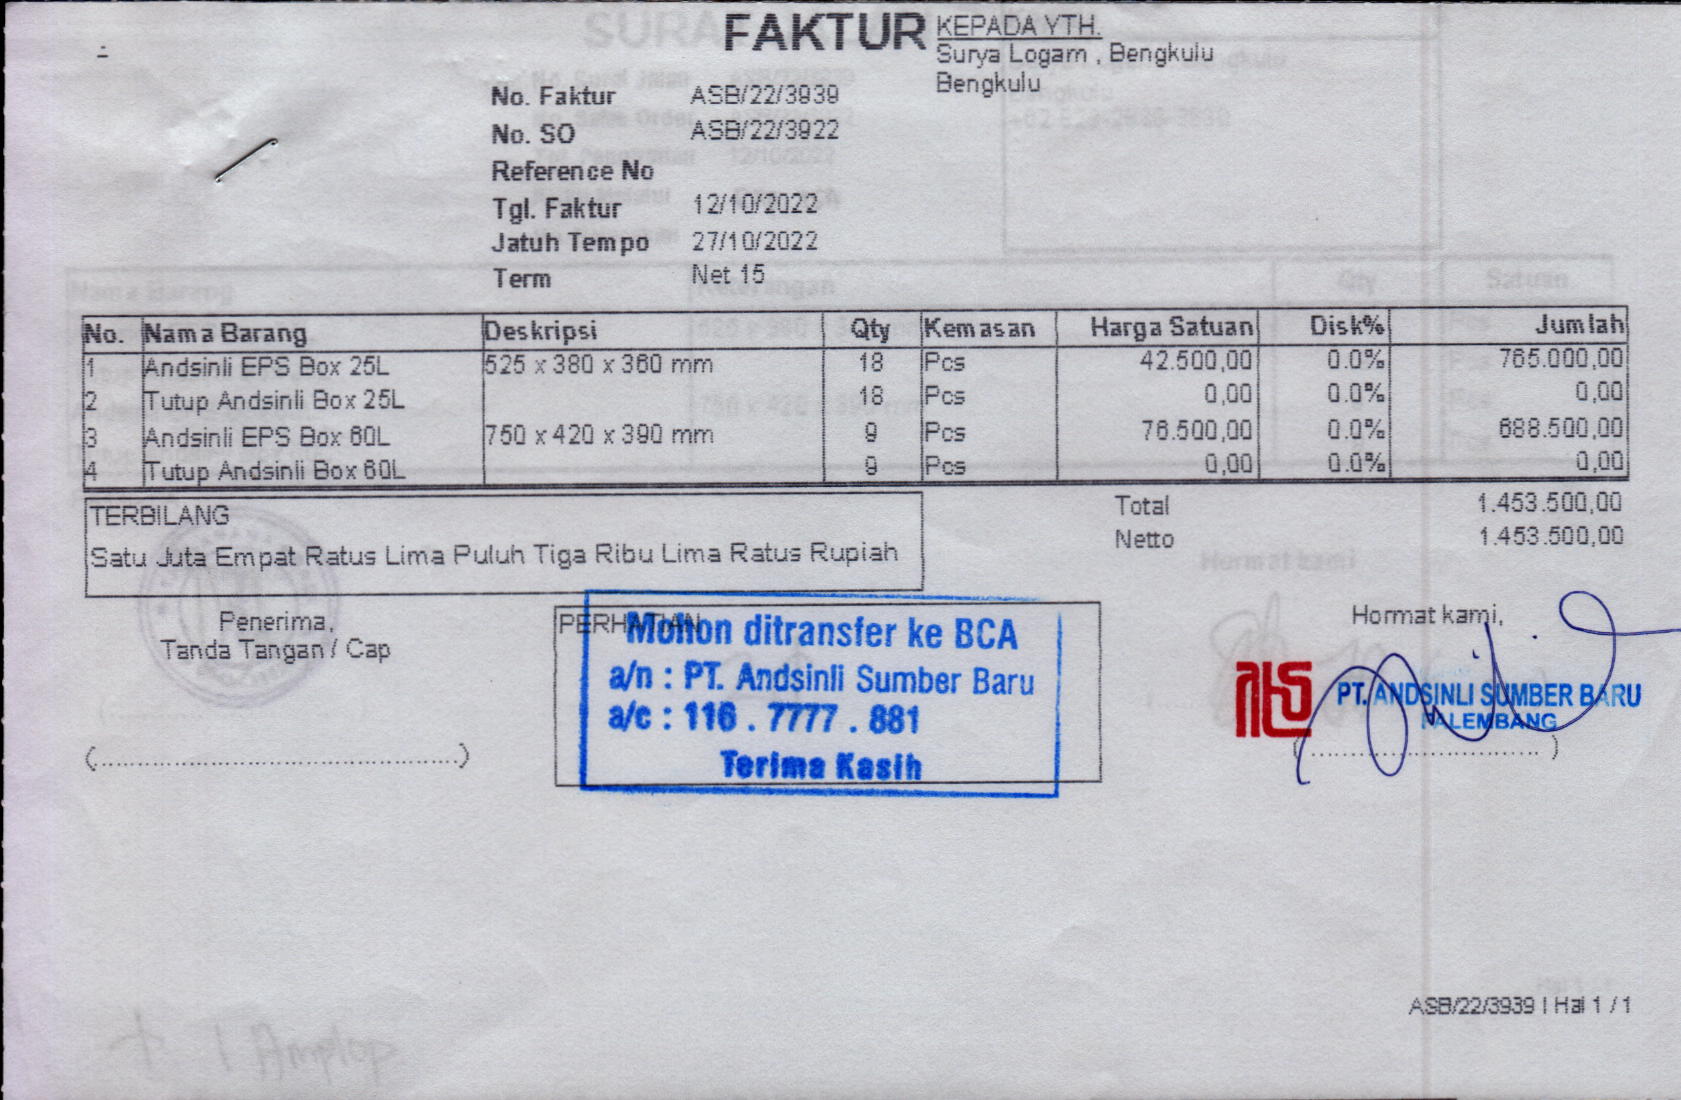 FAKTUR
KEPADA YTH.
Surya Logam , Bengkulu
Bengkulu
No. Faktur ASB/22/3939
No. SO ASB/22/3922
Reference No
Tgl. Faktur 12/10/2022
Jatuh Tempo 27/10/2022
Term Net 15
No. Nama Barang Deskripsi Qty Kemasan Harga Satuan Disk% Jumlah
1 Andsinli EPS Box 25L 525 x 380 x 360 mm 18 Pcs 42.500,00 0.0% 765.000,00
2 Tutup Andsinli Box 25L 18 Pcs 0,00 0.0% 0,00
3 Andsinli EPS Box 60L 750 x 420 x 390 mm 9 Pcs 76.500,00 0.0% 688.500,00
4 Tutup Andsinli Box 60L 9 Pcs 0,00 0.0% 0,00
Total 1.453.500,00
Netto 1.453.500,00
TERBILANG
Satu Juta Empat Ratus Lima Puluh Tiga Ribu Lima Ratus Rupiah
Penerima,
Tanda Tangan / Cap
(..............................................)
PERHATIAN
Mohon ditransfer ke BCA
a/n : PT. Andsinli Sumber Baru
a/c : 116 . 7777 . 881
Terima Kasih
Hormat kami,
PT. ANDSINLI SUMBER BARU
PALEMBANG
(..............................)
ASB/22/3939 | Hal 1 / 1
+ 1 Amplop